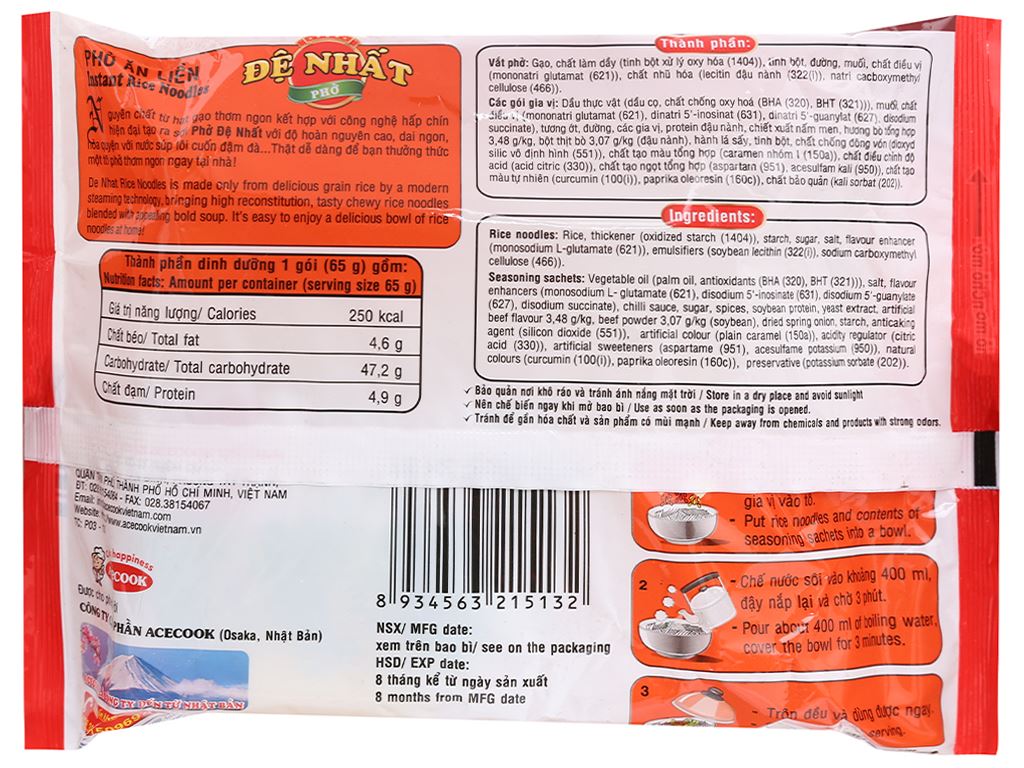 PHỞ ĂN LIỀN
Instant Rice Noodles
ĐỆ NHẤT
PHỞ
Nguyên chất từ hạt gạo thơm ngon kết hợp với công nghệ hấp chín
hiện đại tạo ra sợi Phở Đệ Nhất với độ hoàn nguyên cao, dai ngon,
hòa quyện với nước súp lôi cuốn đậm đà...Thật dễ dàng để bạn thưởng thức
một tô phở thơm ngon ngay tại nhà!
De Nhat Rice Noodles is made only from delicious grain rice by a modern
steaming technology, bringing high reconstitution, tasty chewy rice noodles
blended with appealing bold soup. It's easy to enjoy a delicious bowl of rice
noodles at home!
Thành phần dinh dưỡng 1 gói (65 g) gồm:
Nutrition facts: Amount per container (serving size 65 g)
Giá trị năng lượng/ Calories 250 kcal
Chất béo/ Total fat 4,6 g
Carbohydrate/ Total carbohydrate 47,2 g
Chất đạm/ Protein 4,9 g
Thành phần:
Vắt phở: Gạo, chất làm dầy (tinh bột xử lý oxy hóa (1404)), tinh bột, đường, muối, chất điều vị
(mononatri glutamat (621)), chất nhũ hóa (lecitin đậu nành (322(i)), natri cacboxymethyl
cellulose (466)).
Các gói gia vị: Dầu thực vật (dầu cọ, chất chống oxy hoá (BHA (320), BHT (321))), muối, chất
điều vị (mononatri glutamat (621), dinatri 5'-inosinat (631), dinatri 5'-guanylat (627), disodium
succinate), tương ớt, đường, các gia vị, protein đậu nành, chiết xuất nấm men, hương bò tổng hợp
3,48 g/kg, bột thịt bò 3,07 g/kg (đậu nành), hành lá sấy, tinh bột, chất chống đông vón (dioxyd
silic vô định hình (551)), chất tạo màu tổng hợp (caramen nhóm I (150a)), chất điều chỉnh độ
acid (acid citric (330)), chất tạo ngọt tổng hợp (aspartam (951), acesulfam kali (950)), chất tạo
màu tự nhiên (curcumin (100(i)), paprika oleoresin (160c)), chất bảo quản (kali sorbat (202)).
Ingredients:
Rice noodles: Rice, thickener (oxidized starch (1404)), starch, sugar, salt, flavour enhancer
(monosodium L-glutamate (621)), emulsifiers (soybean lecithin (322(i)), sodium carboxymethyl
cellulose (466)).
Seasoning sachets: Vegetable oil (palm oil, antioxidants (BHA (320), BHT (321))), salt, flavour
enhancers (monosodium L- glutamate (621), disodium 5'-inosinate (631), disodium 5'-guanylate
(627), disodium succinate), chilli sauce, sugar, spices, soybean protein, yeast extract, artificial
beef flavour 3,48 g/kg, beef powder 3,07 g/kg (soybean), dried spring onion, starch, anticaking
agent (silicon dioxide (551)), artificial colour (plain caramel (150a)), acidity regulator (citric
acid (330)), artificial sweeteners (aspartame (951), acesulfame potassium (950)), natural
colours (curcumin (100(i)), paprika oleoresin (160c)), preservative (potassium sorbate (202)).
✓ Bảo quản nơi khô ráo và tránh ánh nắng mặt trời / Store in a dry place and avoid sunlight
✓ Nên chế biến ngay khi mở bao bì / Use as soon as the packaging is opened.
✓ Tránh để gần hóa chất và sản phẩm có mùi mạnh / Keep away from chemicals and products with strong odors.
THÀNH PHỐ HỒ CHÍ MINH, VIỆT NAM
- FAX: 028.38154067
Email: acecookvietnam.com
Website: www.acecookvietnam.vn
TC: P03 -
happiness
COOK
Được cho
CÔNG TY PHẦN ACECOOK (Osaka, Nhật Bản)
ĐẾN TỪ NHẬT BẢN
8 934563 215132
NSX/ MFG date:
xem trên bao bì/ see on the packaging
HSD/ EXP date:
8 tháng kể từ ngày sản xuất
8 months from MFG date
gia vị vào tô.
- Put rice noodles and contents of
seasoning sachets into a bowl.
2
- Chế nước sôi vào khoảng 400 ml,
đậy nắp lại và chờ 3 phút.
- Pour about 400 ml of boiling water,
cover the bowl for 3 minutes.
3
- Trộn đều và dùng được ngay.
serving.